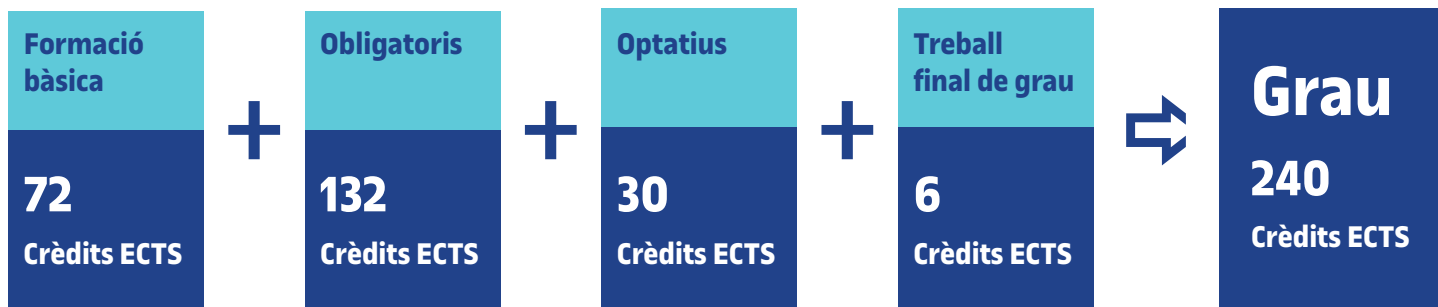 Formació
bàsica
72
Crèdits ECTS
+
Obligatoris
132
Crèdits ECTS
+
Optatius
30
Crèdits ECTS
+
Treball
final de grau
6
Crèdits ECTS
Grau
240
Crèdits ECTS